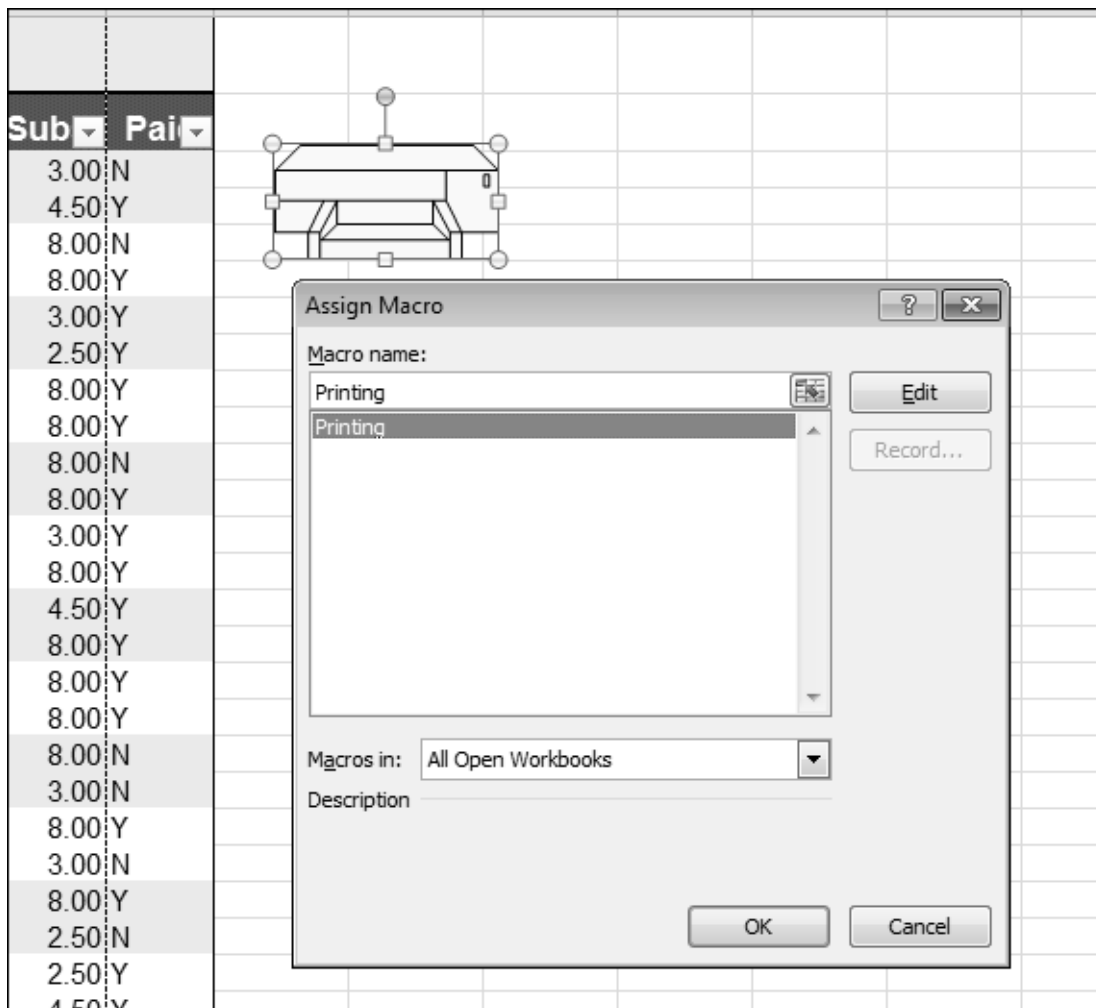 Sub Pai
3.00 N
4.50 Y
8.00 N
8.00 Y
3.00 Y
2.50 Y
8.00 Y
8.00 Y
8.00 N
8.00 Y
3.00 Y
8.00 Y
4.50 Y
8.00 Y
8.00 Y
8.00 Y
8.00 N
3.00 N
8.00 Y
3.00 N
8.00 Y
2.50 N
2.50 Y
4.50 Y
Assign Macro
Macro name:
Printing
Edit
Printing
Record...
Macros in: All Open Workbooks
Description
OK Cancel